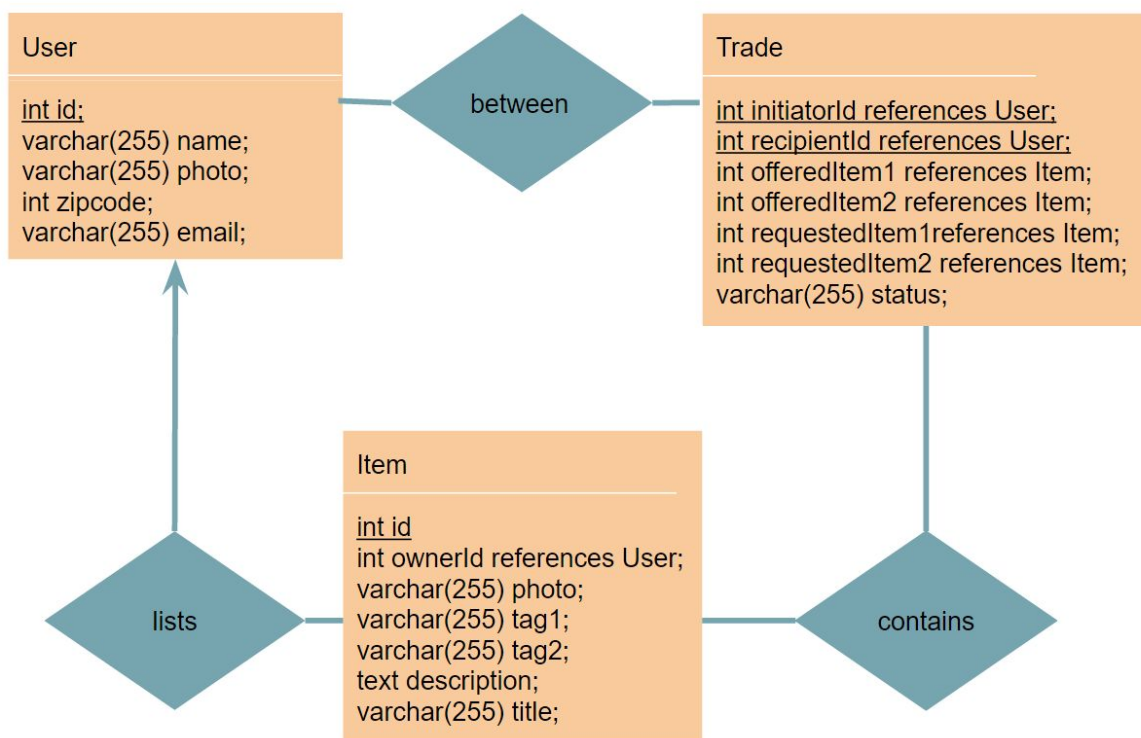 User
int id;
varchar(255) name;
varchar(255) photo;
int zipcode;
varchar(255) email;
between
Trade
int initiatorId references User;
int recipientId references User;
int offeredItem1 references Item;
int offeredItem2 references Item;
int requestedItem1references Item;
int requestedItem2 references Item;
varchar(255) status;
lists
Item
int id
int ownerId references User;
varchar(255) photo;
varchar(255) tag1;
varchar(255) tag2;
text description;
varchar(255) title;
contains